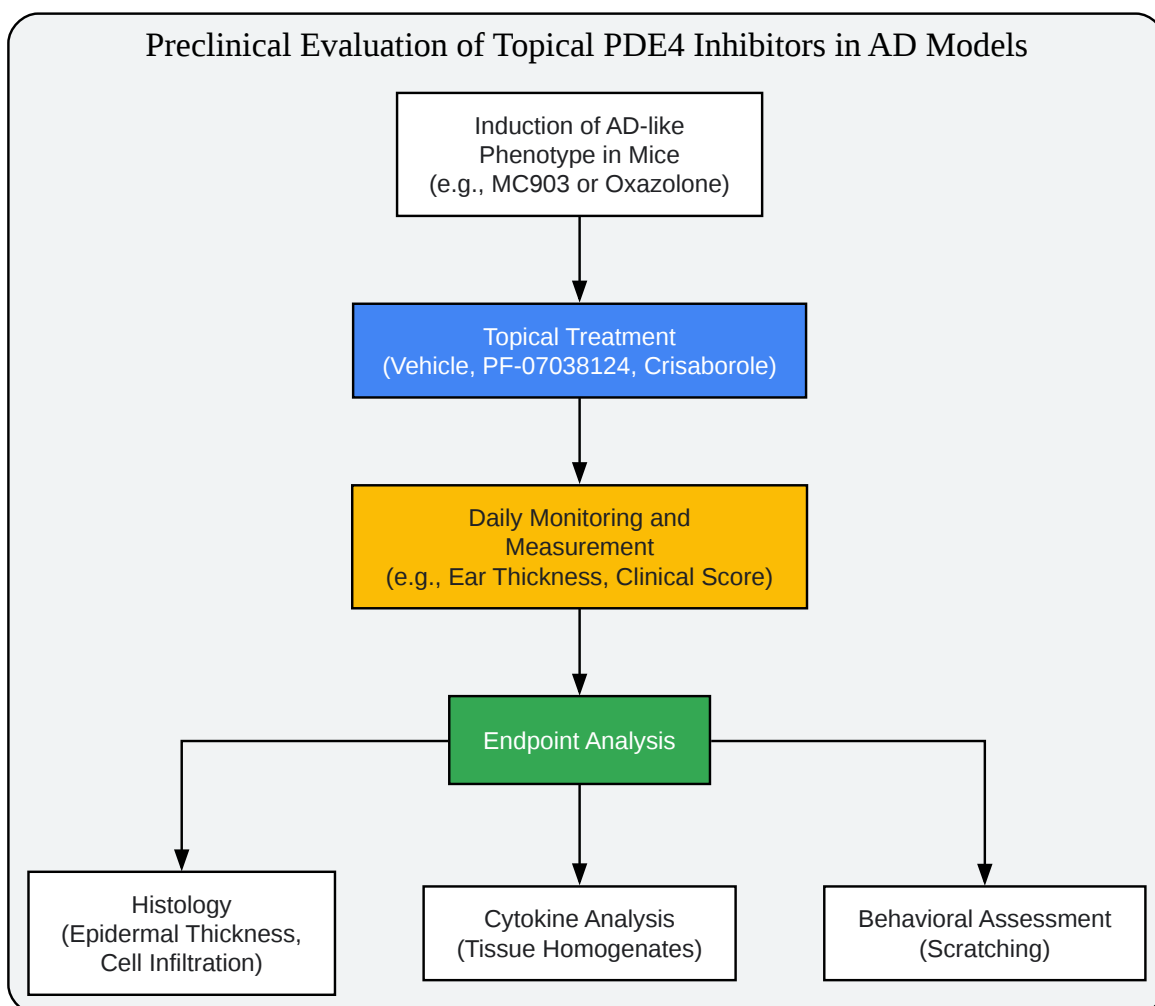 Preclinical Evaluation of Topical PDE4 Inhibitors in AD Models
Induction of AD-like
Phenotype in Mice
(e.g., MC903 or Oxazolone)
Topical Treatment
(Vehicle, PF-07038124, Crisaborole)
Daily Monitoring and
Measurement
(e.g., Ear Thickness, Clinical Score)
Endpoint Analysis
Histology
(Epidermal Thickness,
Cell Infiltration)
Cytokine Analysis
(Tissue Homogenates)
Behavioral Assessment
(Scratching)